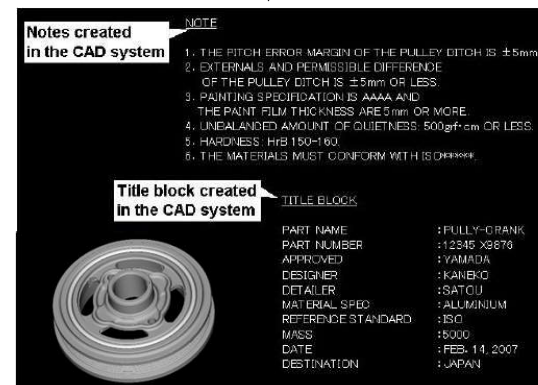 Notes created
in the CAD system
NOTE
1. THE PITCH ERROR MARGIN OF THE PULLEY DITCH IS ±5mm
2. EXTERNALS AND PERMISSIBLE DIFFERENCE
OF THE PULLEY DITCH IS ±5mm OR LESS.
3. PAINTING SPECIFICATION IS AAAA AND
THE PAINT FILM THICKNESS ARE 5mm OR MORE.
4. UNBALANDED AMOUNT OF QUIETNESS: 500grf·cm OR LESS.
5. HARDNESS: HrB 150-160.
6. THE MATERIALS MUST CONFORM WITH ISO*****.
Title block created
in the CAD system
TITLE BLOCK
PART NAME :PULLY-CRANK
PART NUMBER :12345 X9876
APPROVED :YAMADA
DESIGNER :KANEKO
DETAILER :SATOU
MATERIAL SPEC :ALUMINIUM
REFERENCE STANDARD :ISO
MASS :5000
DATE :FEB. 14, 2007
DESTINATION :JAPAN